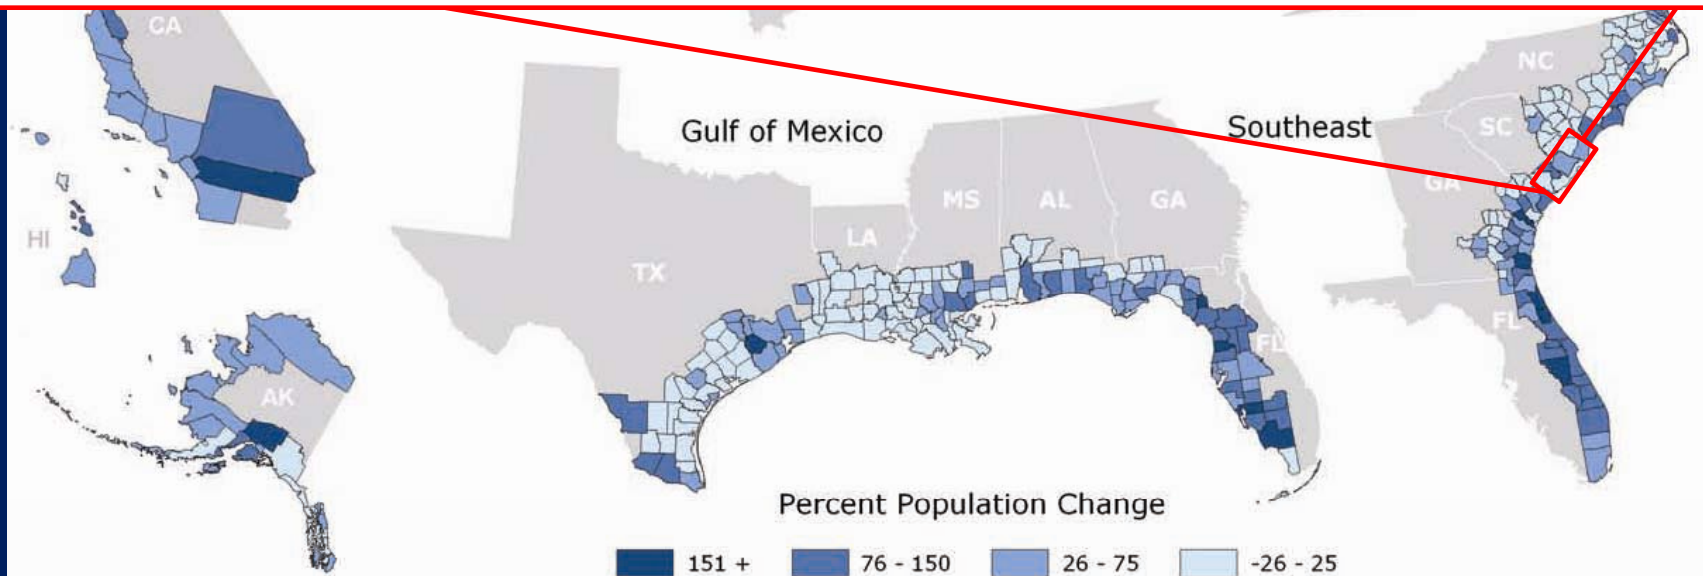 CA
NC
Gulf of Mexico
Southeast
SC
GA
MS
AL
GA
LA
HI
TX
FL
FL
AK
Percent Population Change
151 +
76 - 150
26 - 75
-26 - 25